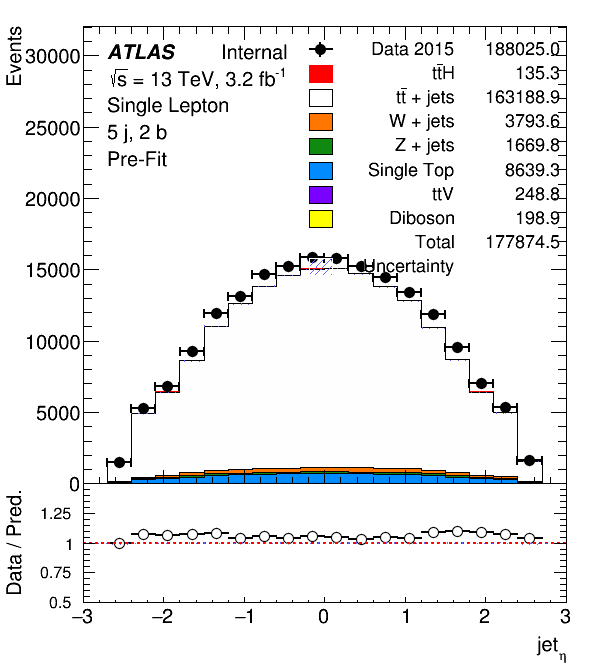 Events
30000
25000
20000
15000
10000
5000
0
ATLAS Internal
√s = 13 TeV, 3.2 fb-1
Single Lepton
5 j, 2 b
Pre-Fit
Data 2015 188025.0
tt̄H 135.3
tt̄ + jets 163188.9
W + jets 3793.6
Z + jets 1669.8
Single Top 8639.3
ttV 248.8
Diboson 198.9
Total 177874.5
Uncertainty
Data / Pred.
1.25
1
0.75
0.5
−3 −2 −1 0 1 2 3
jetη